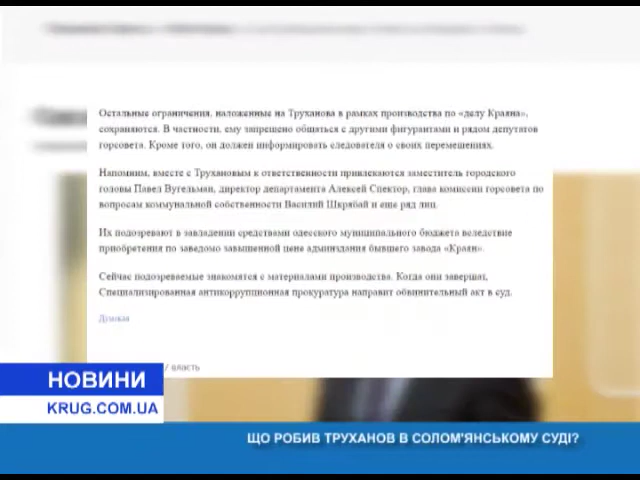 Остальные ограничения, наложенные на Труханова в рамках производства по «делу Краяна»,
сохраняются. В частности, ему запрещено общаться с другими фигурантами и рядом депутатов
горсовета. Кроме того, он должен информировать следователя о своих перемещениях.
Напомним, вместе с Трухановым к ответственности привлекаются заместитель городского
головы Павел Вугельман, директор департамента Алексей Спектор, глава комиссии горсовета по
вопросам коммунальной собственности Василий Шкрябай и еще ряд лиц.
Их подозревают в завладении средствами одесского муниципального бюджета вследствие
приобретения по заведомо завышенной цене админздания бывшего завода «Краян».
Сейчас подозреваемые знакомятся с материалами производства. Когда они завершат,
Специализированная антикоррупционная прокуратура направит обвинительный акт в суд.
Думская
/ власть
НОВИНИ
KRUG.COM.UA
ЩО РОБИВ ТРУХАНОВ В СОЛОМ'ЯНСЬКОМУ СУДІ?